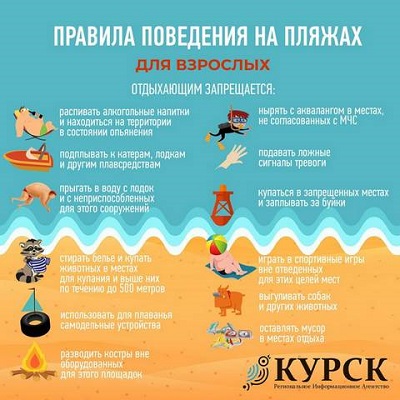 ПРАВИЛА ПОВЕДЕНИЯ НА ПЛЯЖАХ
ДЛЯ ВЗРОСЛЫХ
ОТДЫХАЮЩИМ ЗАПРЕЩАЕТСЯ:
распивать алкогольные напитки
и находиться на территории
в состоянии опьянения
подплывать к катерам, лодкам
и другим плавсредствам
прыгать в воду с лодок
и с неприспособленных
для этого сооружений
стирать белье и купать
животных в местах
для купания и выше них
по течению до 500 метров
использовать для плаванья
самодельные устройства
разводить костры вне
оборудованных
для этого площадок
нырять с аквалангом в местах,
не согласованных с МЧС
подавать ложные
сигналы тревоги
купаться в запрещенных местах
и заплывать за буйки
играть в спортивные игры
вне отведенных
для этих целей мест
выгуливать собак
и других животных
оставлять мусор
в местах отдыха
КУРСК
Региональное Информационное Агентство